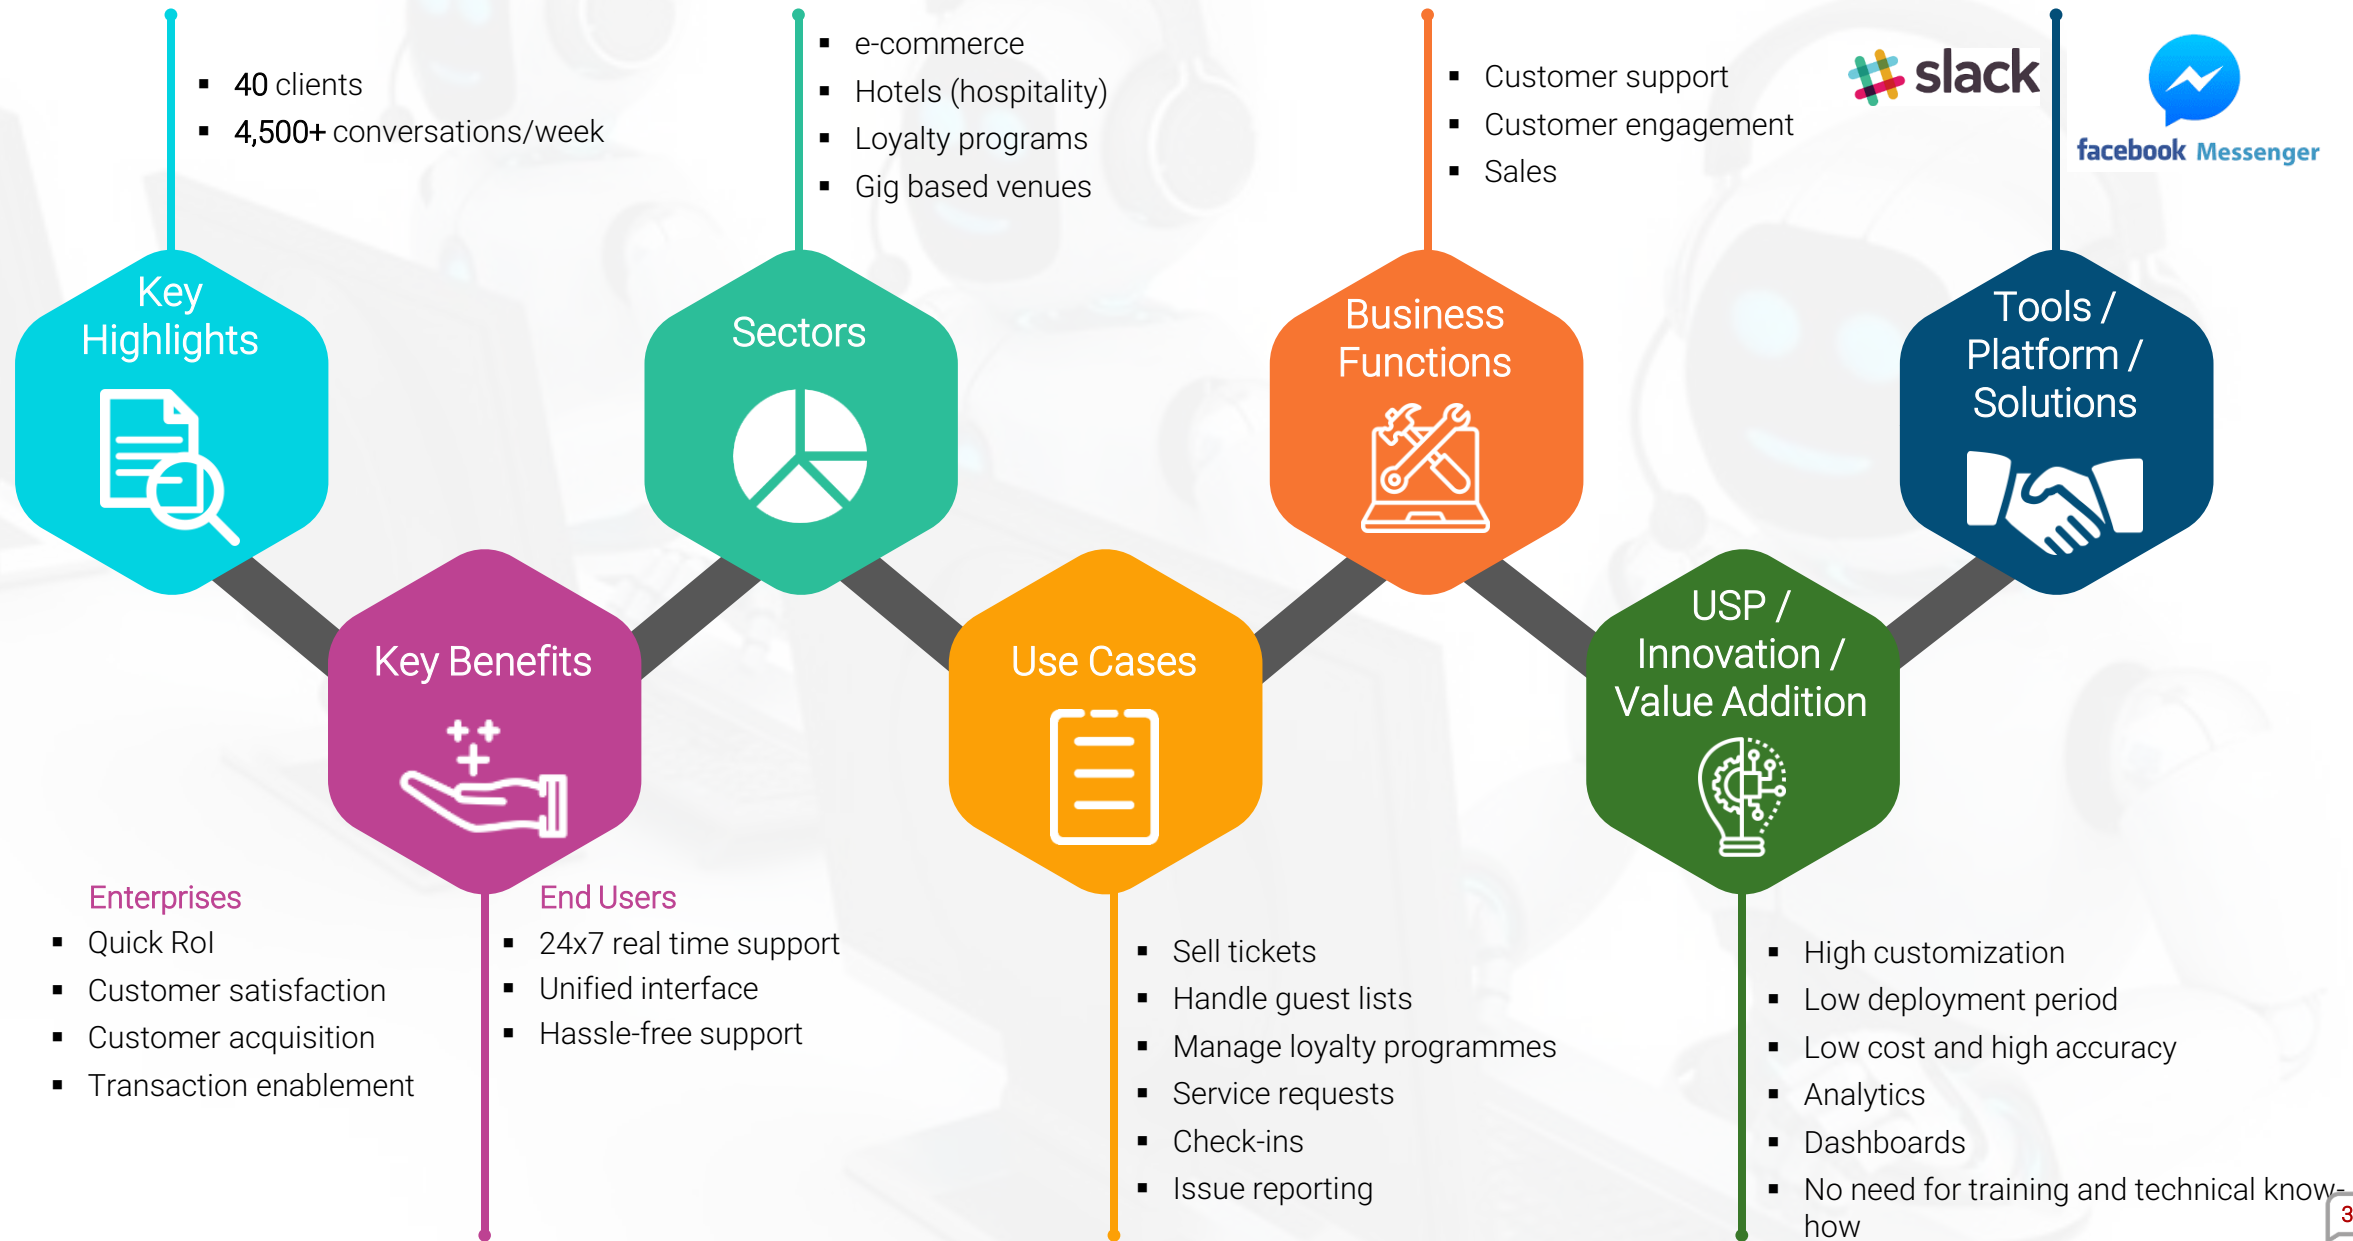 40 clients
4,500+ conversations/week
Key
Highlights
Enterprises
Quick RoI
Customer satisfaction
Customer acquisition
Transaction enablement
Key Benefits
End Users
24x7 real time support
Unified interface
Hassle-free support
e-commerce
Hotels (hospitality)
Loyalty programs
Gig based venues
Sectors
Use Cases
Sell tickets
Handle guest lists
Manage loyalty programmes
Service requests
Check-ins
Issue reporting
Customer support
Customer engagement
Sales
Business
Functions
USP /
Innovation /
Value Addition
High customization
Low deployment period
Low cost and high accuracy
Analytics
Dashboards
No need for training and technical know-
how
slack
facebook Messenger
Tools /
Platform /
Solutions
3